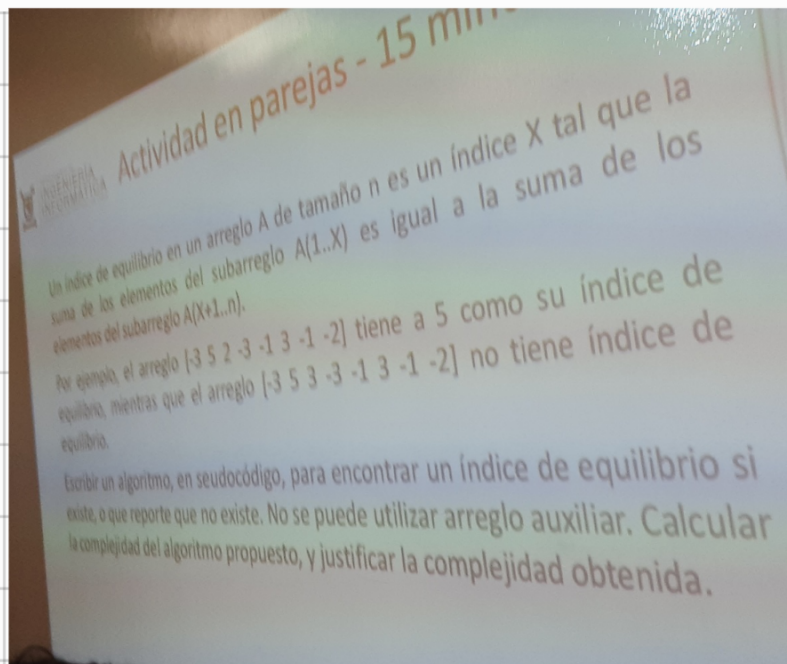 Actividad en parejas - 15 min
INGENIERÍA
INFORMÁTICA
Un índice de equilibrio en un arreglo A de tamaño n es un índice X tal que la
suma de los elementos del subarreglo A(1..X) es igual a la suma de los
elementos del subarreglo A(X+1..n).
Por ejemplo, el arreglo [-3 5 2 -3 -1 3 -1 -2] tiene a 5 como su índice de
equilibrio, mientras que el arreglo [-3 5 3 -3 -1 3 -1 -2] no tiene índice de
equilibrio.
Escribir un algoritmo, en seudocódigo, para encontrar un índice de equilibrio si
existe, o que reporte que no existe. No se puede utilizar arreglo auxiliar. Calcular
la complejidad del algoritmo propuesto, y justificar la complejidad obtenida.